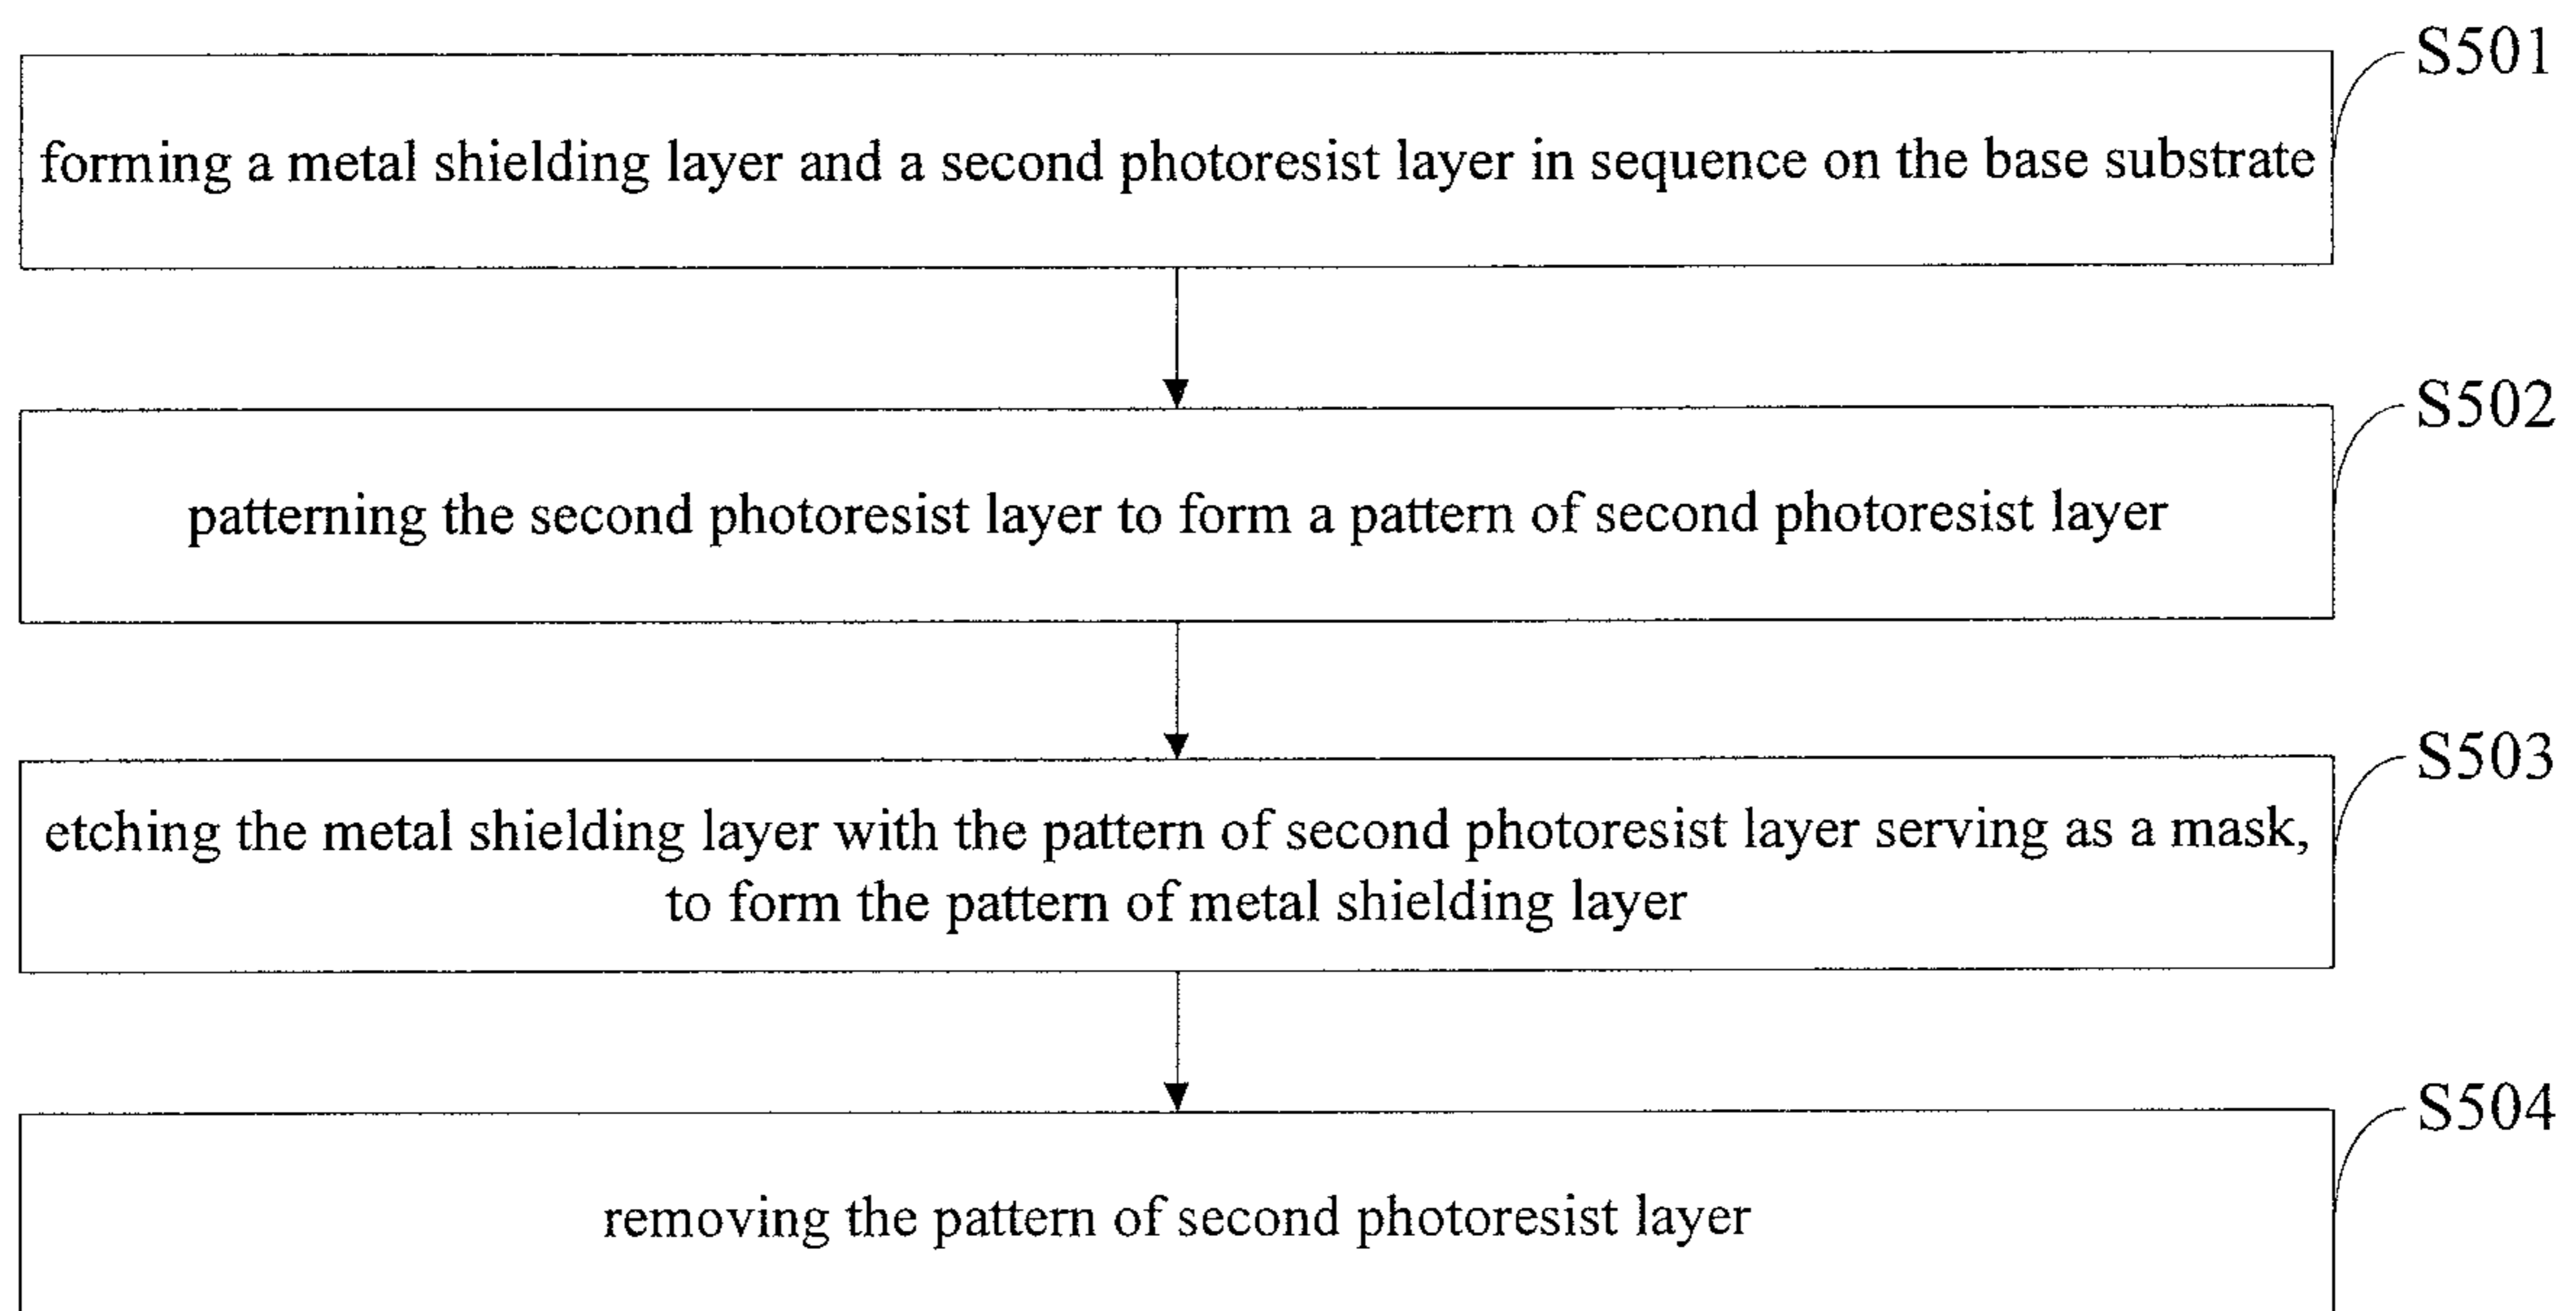 S501
forming a metal shielding layer and a second photoresist layer in sequence on the base substrate
S502
patterning the second photoresist layer to form a pattern of second photoresist layer
S503
etching the metal shielding layer with the pattern of second photoresist layer serving as a mask,
to form the pattern of metal shielding layer
S504
removing the pattern of second photoresist layer